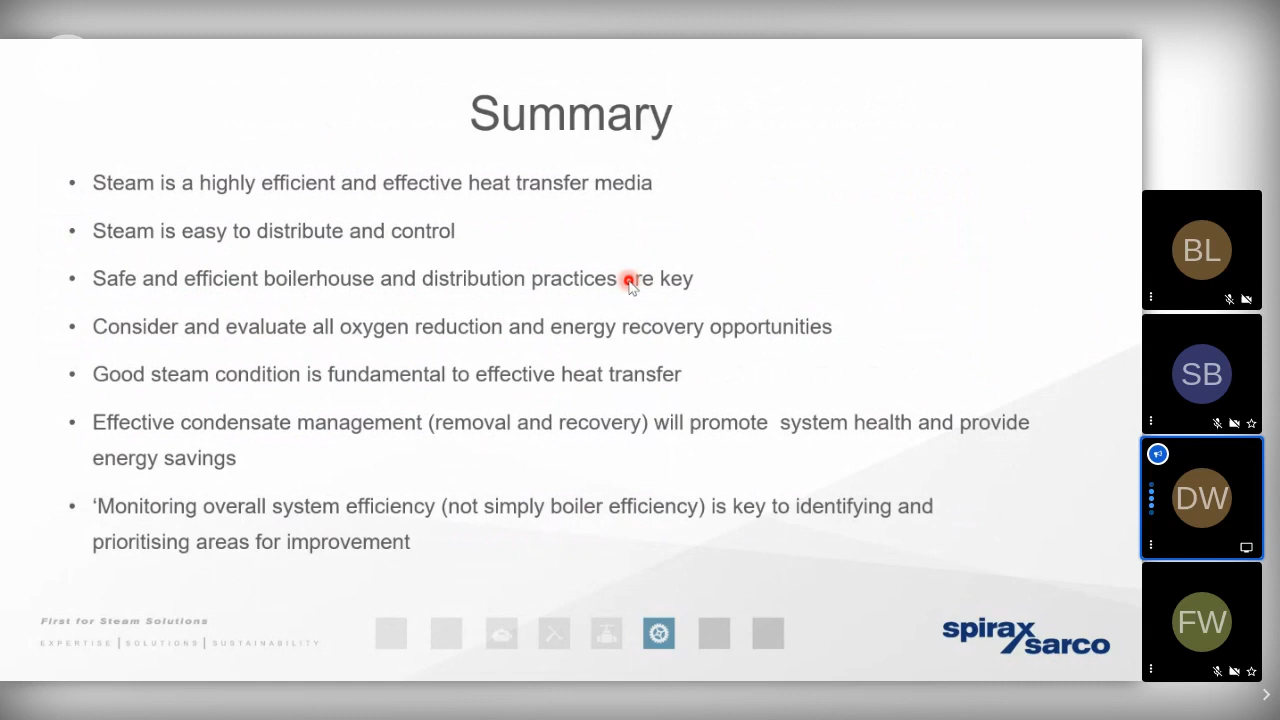 Summary
• Steam is a highly efficient and effective heat transfer media
• Steam is easy to distribute and control
• Safe and efficient boilerhouse and distribution practices are key
• Consider and evaluate all oxygen reduction and energy recovery opportunities
• Good steam condition is fundamental to effective heat transfer
• Effective condensate management (removal and recovery) will promote  system health and provide
energy savings
• ‘Monitoring overall system efficiency (not simply boiler efficiency) is key to identifying and
prioritising areas for improvement
First for Steam Solutions
EXPERTISE | SOLUTIONS | SUSTAINABILITY
spirax
sarco
BL
SB
DW
FW